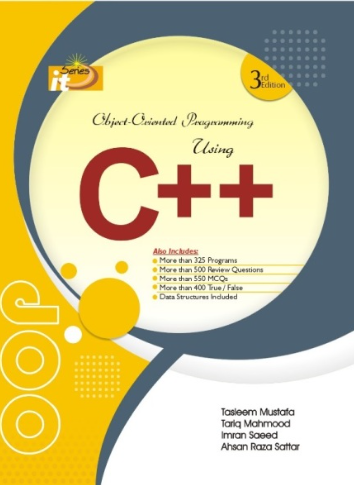 it Series
3rd Edition
Object-Oriented Programming
Using
C++
Also Includes:
More than 325 Programs
More than 500 Review Questions
More than 550 MCQs
More than 400 True / False
Data Structures Included
OOP
Tasleem Mustafa
Tariq Mahmood
Imran Saeed
Ahsan Raza Sattar